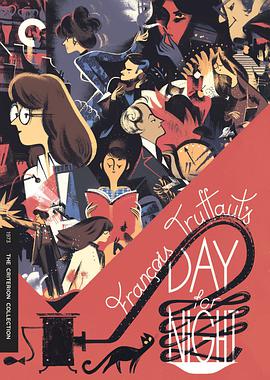 François Truffaut's
DAY
for
NIGHT
1973
THE CRITERION COLLECTION